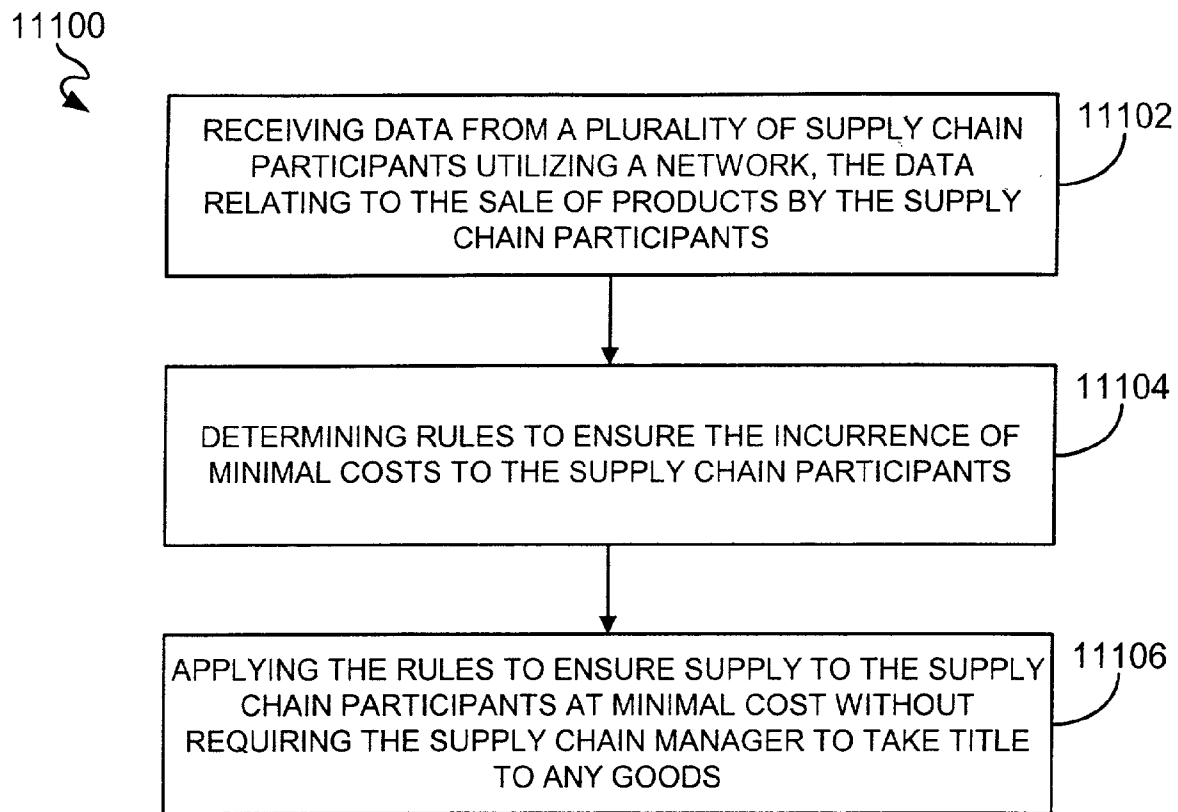 11100
RECEIVING DATA FROM A PLURALITY OF SUPPLY CHAIN
PARTICIPANTS UTILIZING A NETWORK, THE DATA
RELATING TO THE SALE OF PRODUCTS BY THE SUPPLY
CHAIN PARTICIPANTS
11102
DETERMINING RULES TO ENSURE THE INCURRENCE OF
MINIMAL COSTS TO THE SUPPLY CHAIN PARTICIPANTS
11104
APPLYING THE RULES TO ENSURE SUPPLY TO THE SUPPLY
CHAIN PARTICIPANTS AT MINIMAL COST WITHOUT
REQUIRING THE SUPPLY CHAIN MANAGER TO TAKE TITLE
TO ANY GOODS
11106